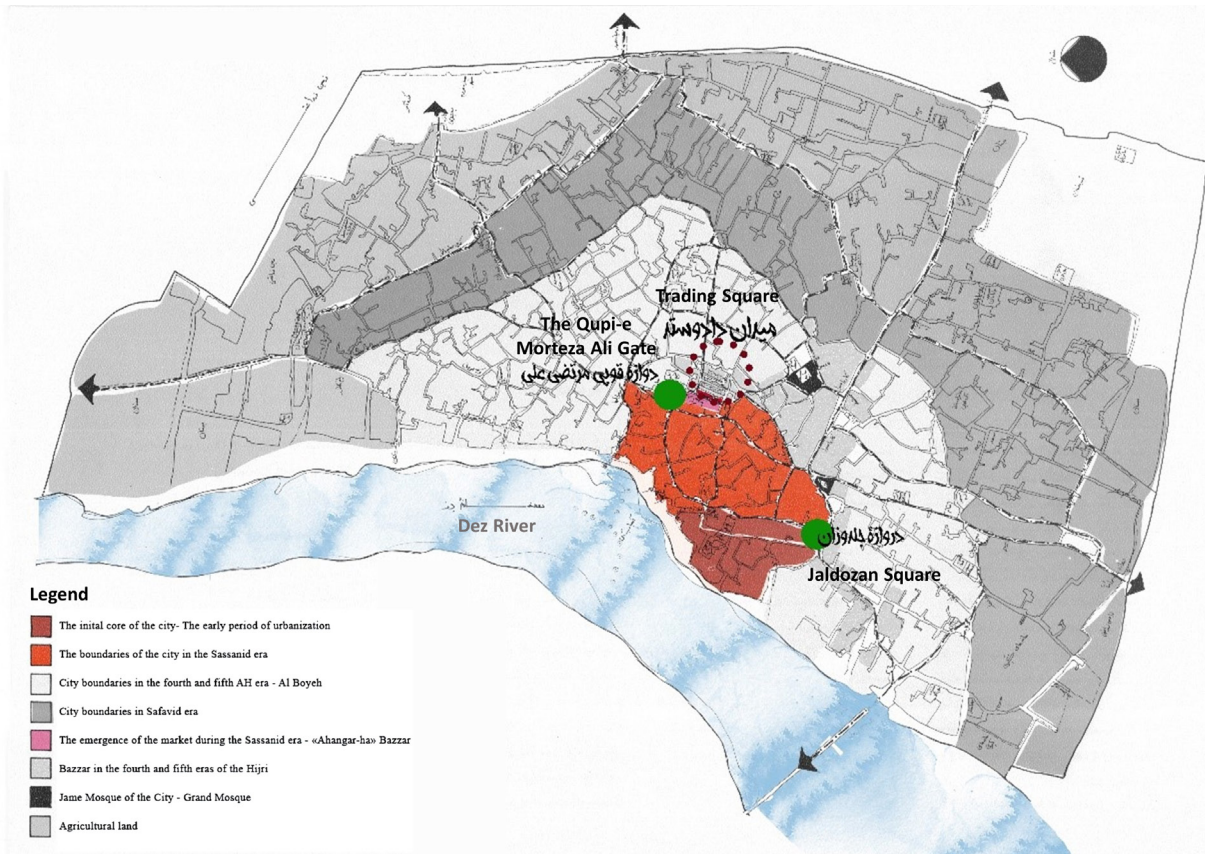 Trading Square
میدان دادوستد
The Qupi-e
Morteza Ali Gate
دروازه قوپی مرتضی علی
Dez River
دروازه جلدوزان
Jaldozan Square
Legend
The inital core of the city- The early period of urbanization
The boundaries of the city in the Sassanid era
City boundaries in the fourth and fifth AH era - Al Boyeh
City boundaries in Safavid era
The emergence of the market during the Sassanid era - «Ahangar-ha» Bazzar
Bazzar in the fourth and fifth eras of the Hijri
Jame Mosque of the City - Grand Mosque
Agricultural land